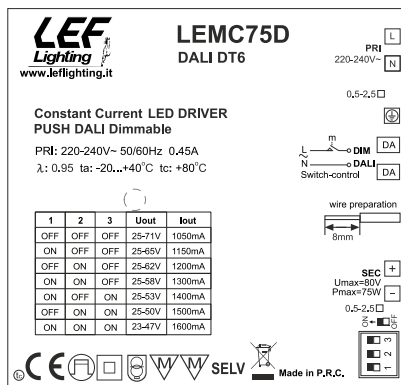 LEF
Lighting
www.leflighting.it
LEMC75D
DALI DT6
L
PRI
220-240V~
N
0.5-2.5
Constant Current LED DRIVER
PUSH DALI Dimmable
PRI: 220-240V~ 50/60Hz 0.45A
λ: 0.95 ta: -20...+40°C tc: +80°C
m
L
DIM
DA
N
DALI
DA
Switch-control
wire preparation
8mm
1 2 3 Uout Iout
OFF OFF OFF 25-71V 1050mA
ON OFF OFF 25-65V 1150mA
OFF ON OFF 25-62V 1200mA
ON ON OFF 25-58V 1300mA
OFF OFF ON 25-53V 1400mA
OFF ON ON 25-50V 1500mA
ON ON ON 23-47V 1600mA
SEC
+
Umax=80V
Pmax=75W
-
0.5-2.5
ON
OFF
1 2 3
tc
CE
M M
SELV
Made in P.R.C.